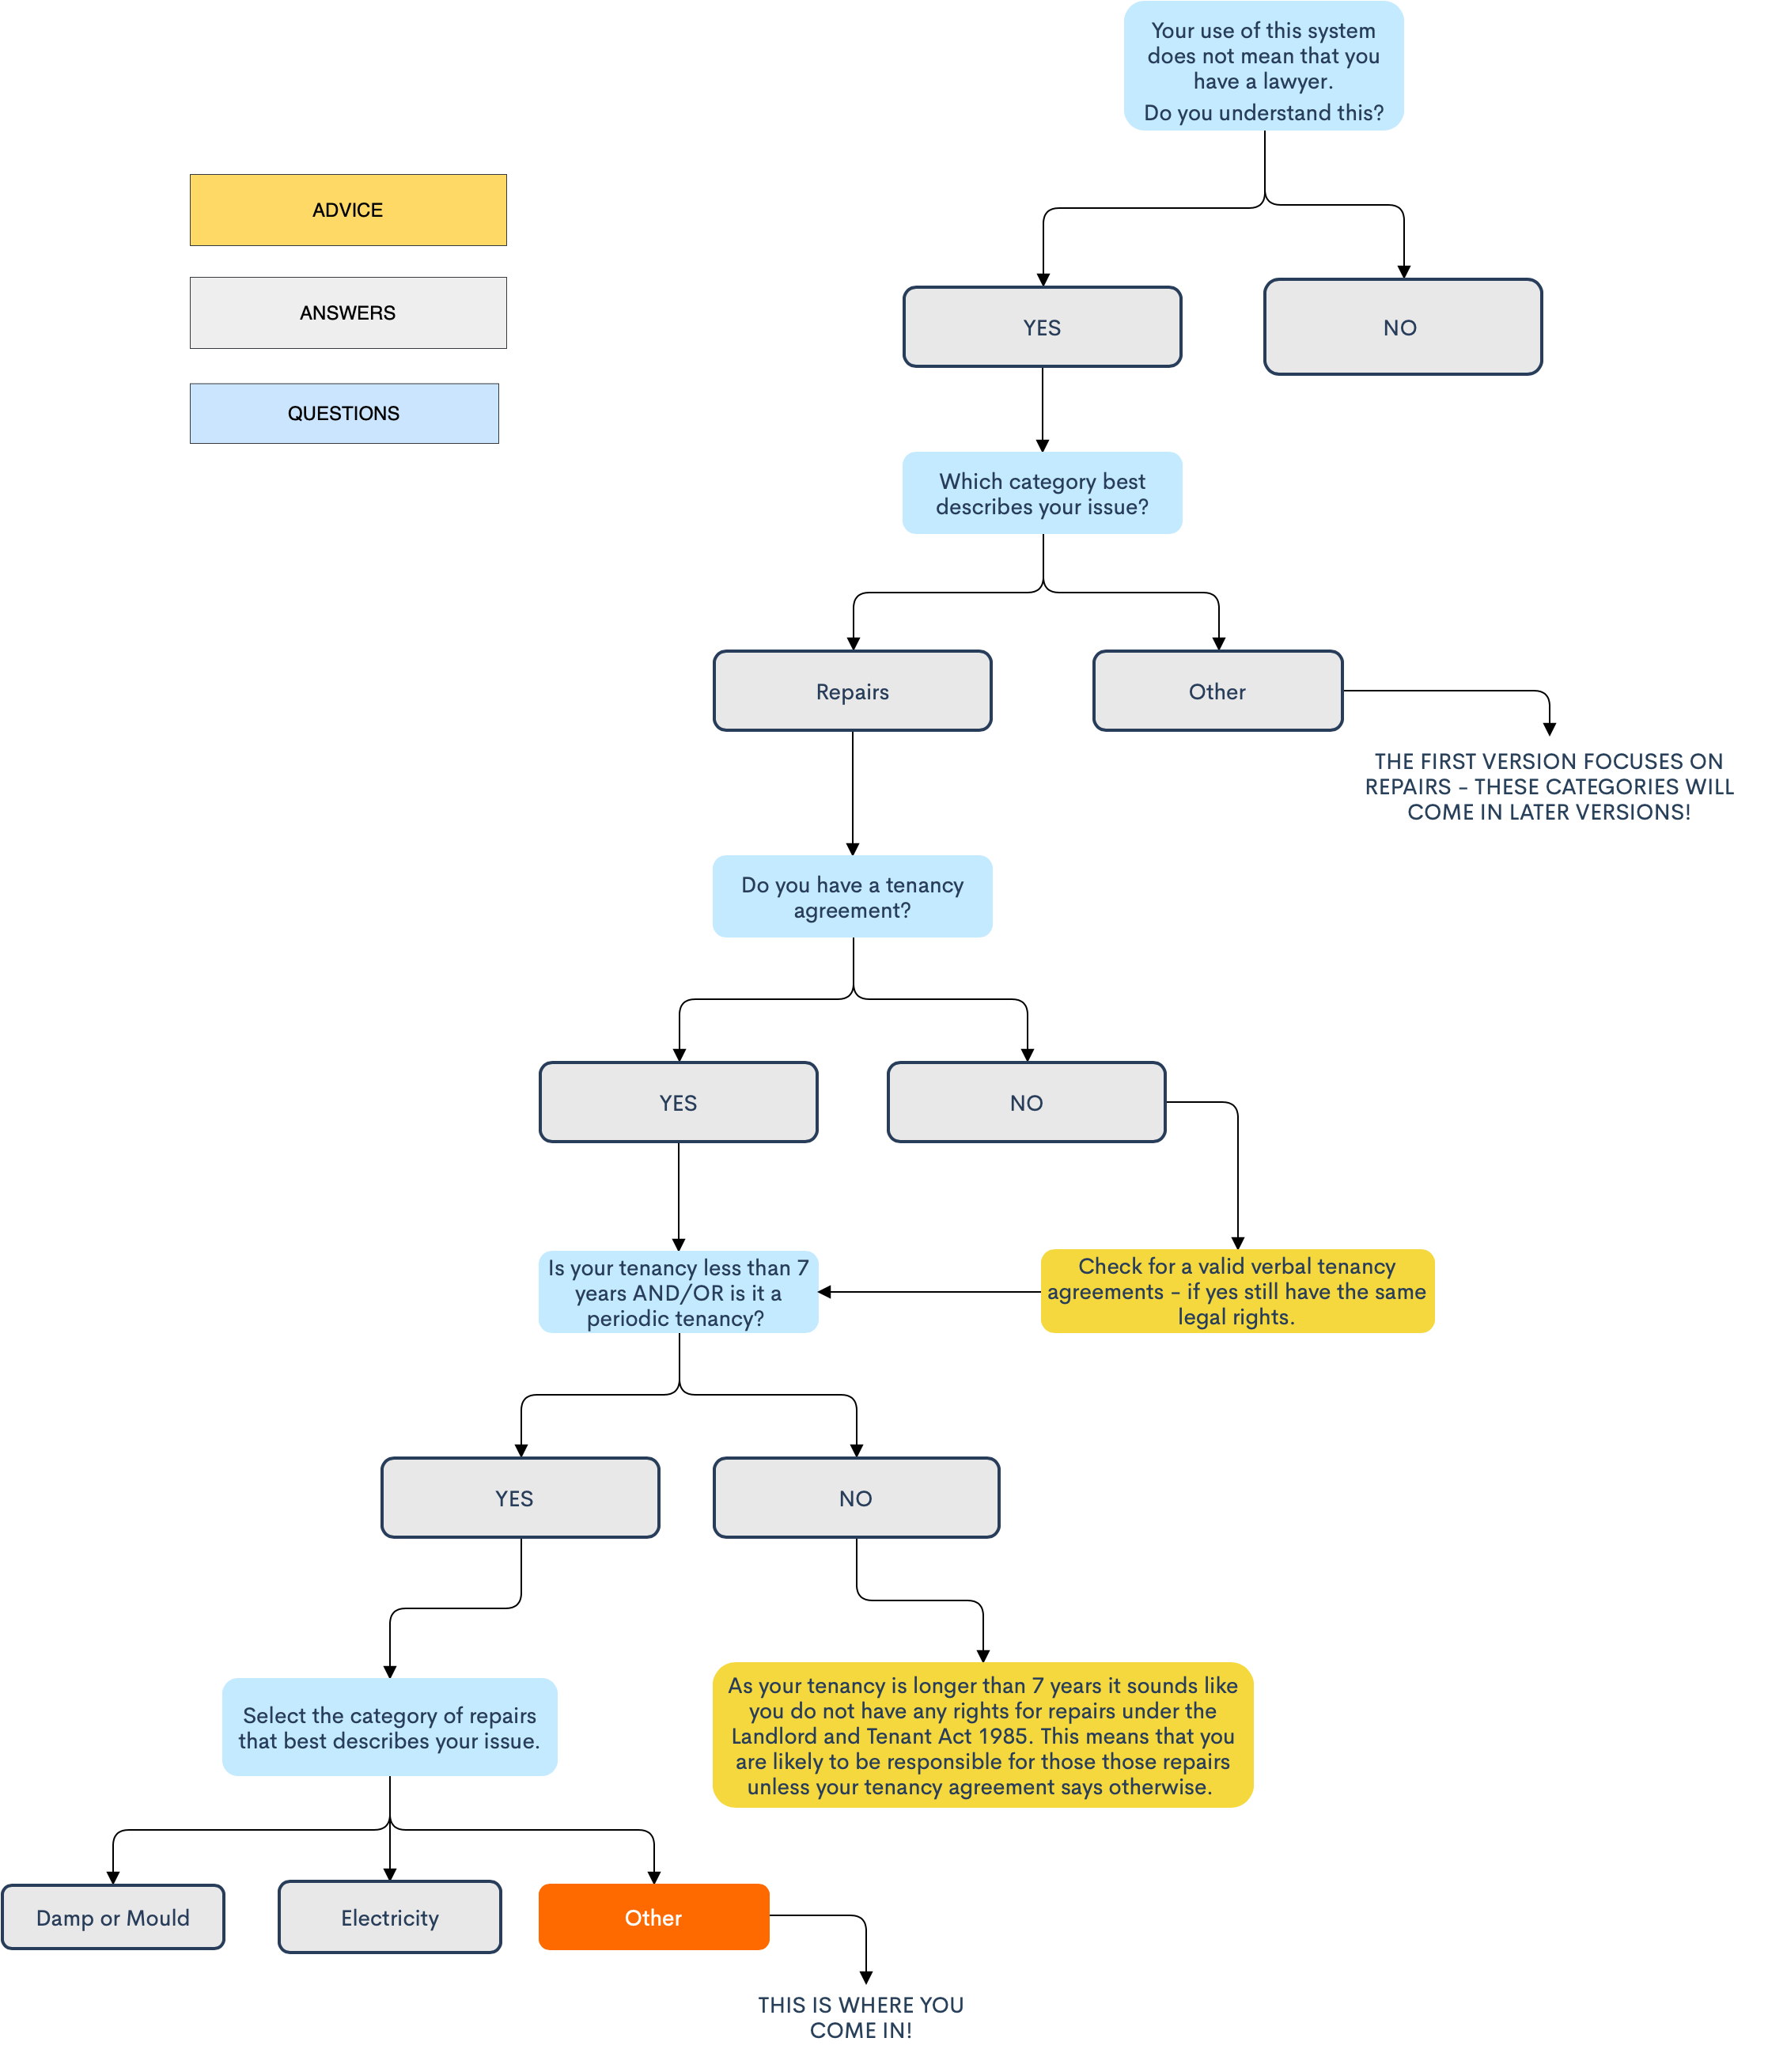 Your use of this system
does not mean that you
have a lawyer.
Do you understand this?
ADVICE
ANSWERS
QUESTIONS
YES
NO
Which category best
describes your issue?
Repairs
Other
THE FIRST VERSION FOCUSES ON
REPAIRS - THESE CATEGORIES WILL
COME IN LATER VERSIONS!
Do you have a tenancy
agreement?
YES
NO
Is your tenancy less than 7
years AND/OR is it a
periodic tenancy?
Check for a valid verbal tenancy
agreements - if yes still have the same
legal rights.
YES
NO
Select the category of repairs
that best describes your issue.
As your tenancy is longer than 7 years it sounds like
you do not have any rights for repairs under the
Landlord and Tenant Act 1985. This means that you
are likely to be responsible for those those repairs
unless your tenancy agreement says otherwise.
Damp or Mould
Electricity
Other
THIS IS WHERE YOU
COME IN!